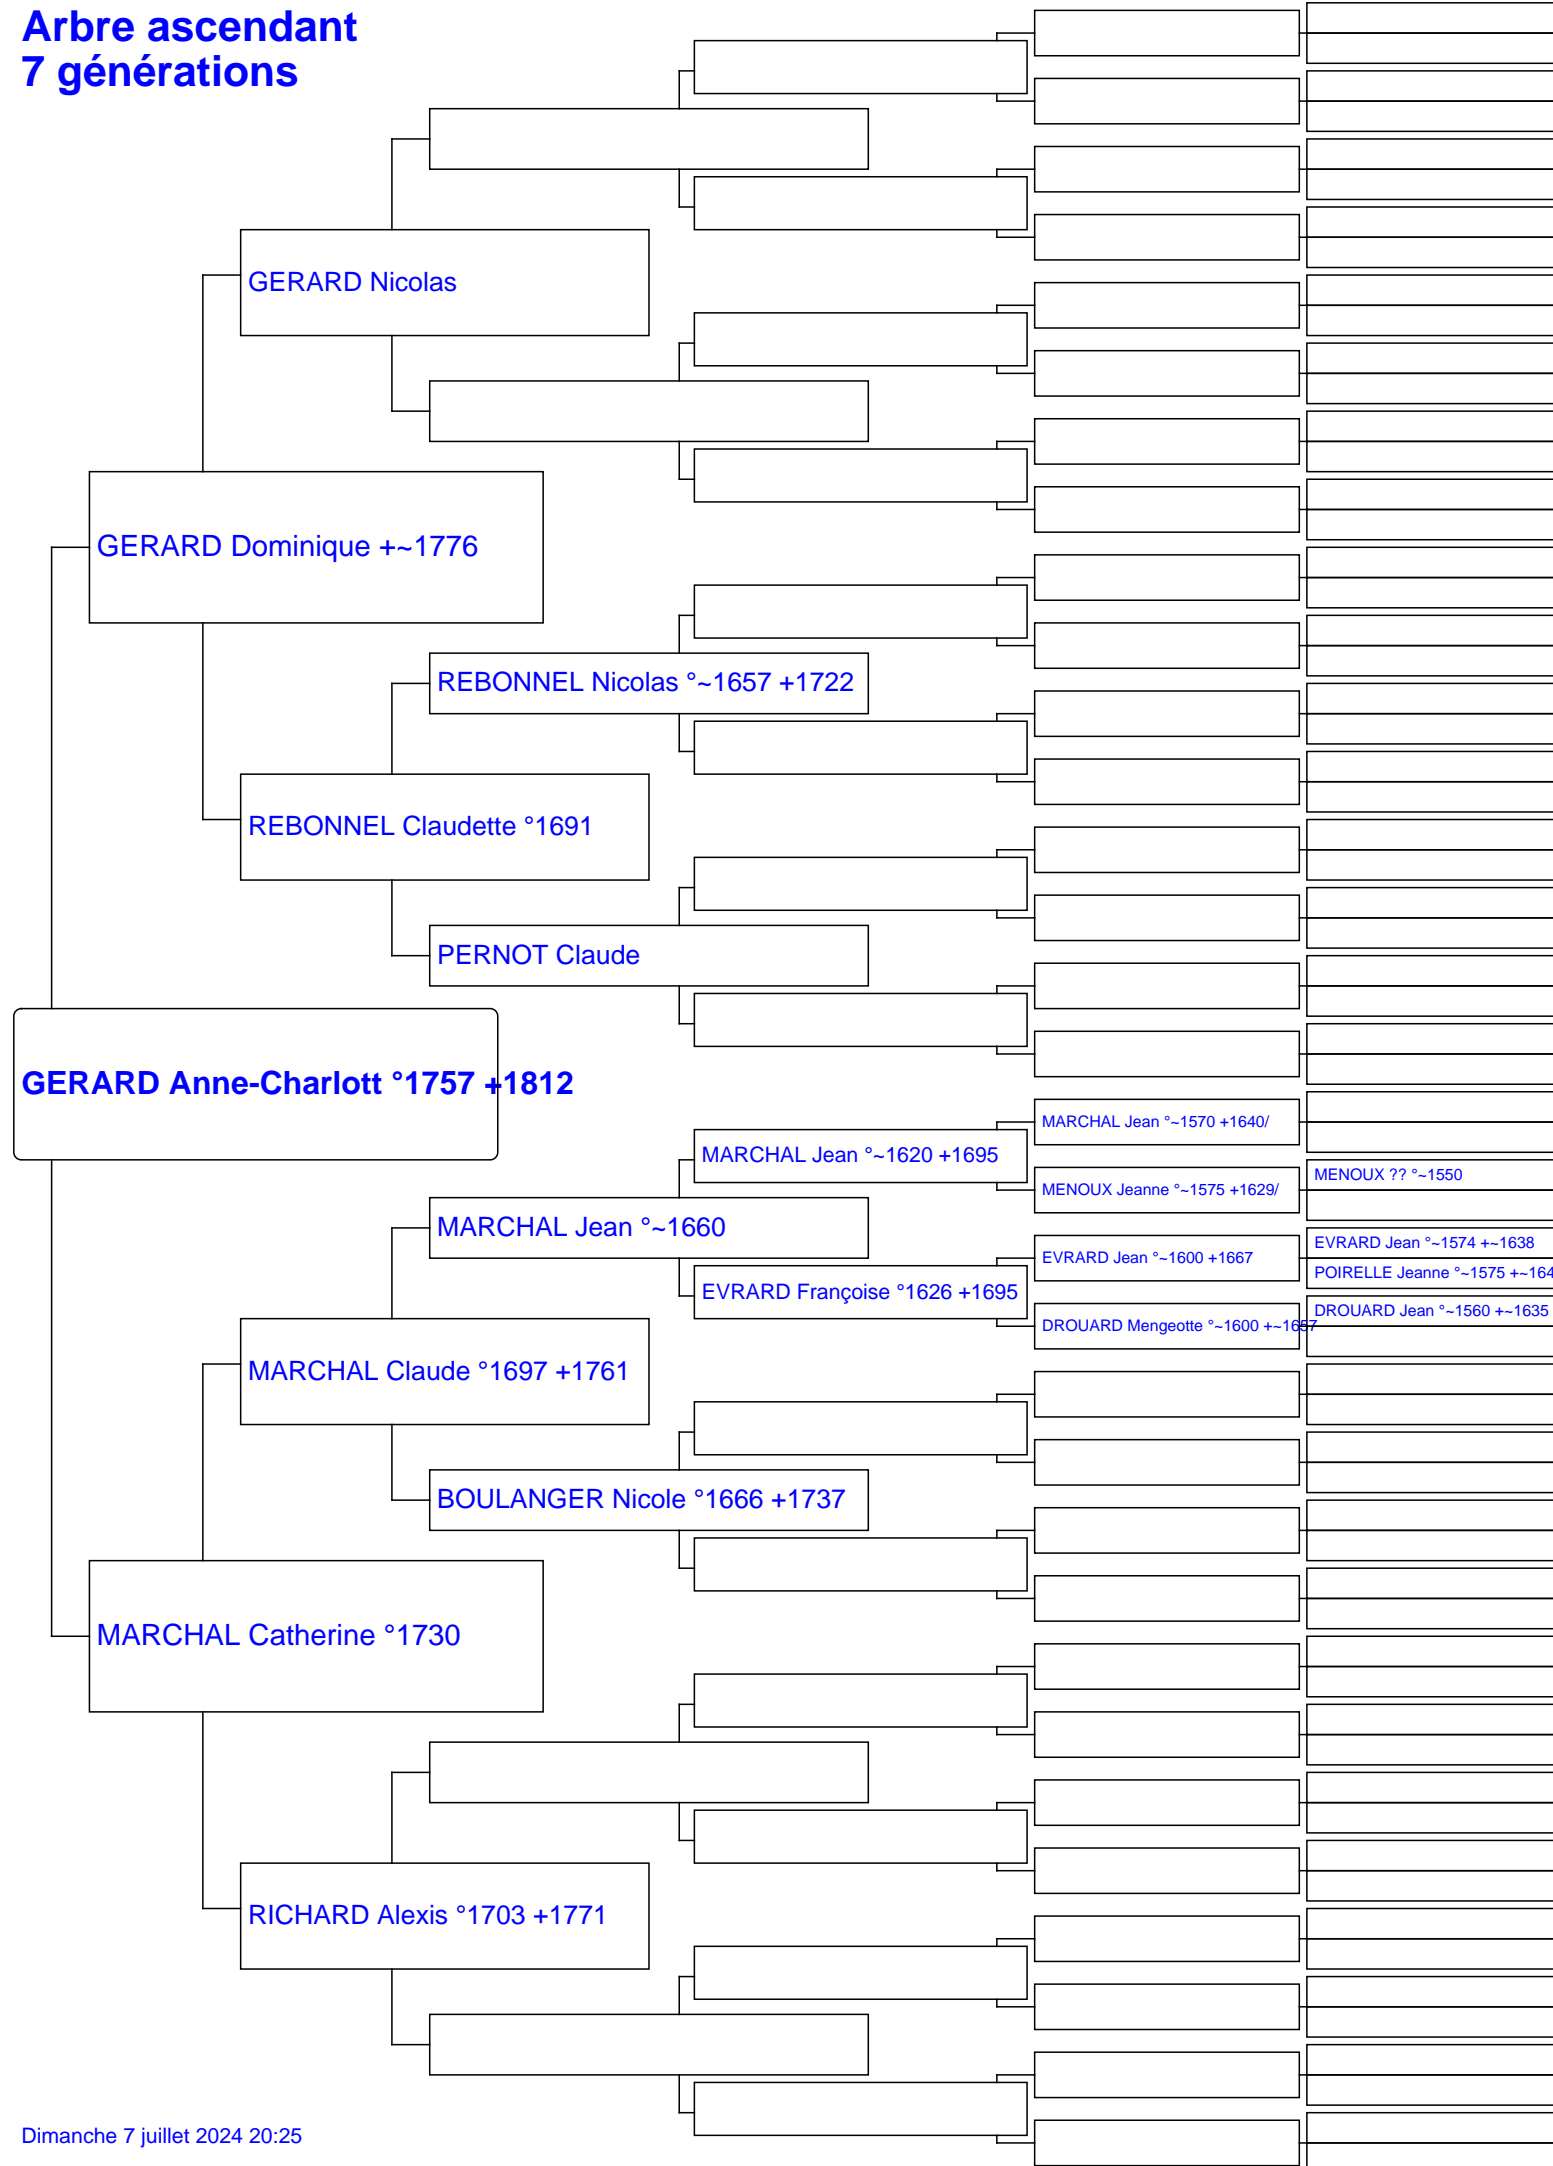 Arbre ascendant
7 générations
GERARD Nicolas
GERARD Dominique +~1776
REBONNEL Nicolas °~1657 +1722
REBONNEL Claudette °1691
PERNOT Claude
GERARD Anne-Charlott °1757 +1812
MARCHAL Jean °~1570 +1640/
MARCHAL Jean °~1620 +1695
MENOUX ?? °~1550
MENOUX Jeanne °~1575 +1629/
MARCHAL Jean °~1660
EVRARD Jean °~1574 +~1638
EVRARD Jean °~1600 +1667
POIRELLE Jeanne °~1575 +~164
EVRARD Françoise °1626 +1695
DROUARD Jean °~1560 +~1635
DROUARD Mengeotte °~1600 +~1657
MARCHAL Claude °1697 +1761
BOULANGER Nicole °1666 +1737
MARCHAL Catherine °1730
RICHARD Alexis °1703 +1771
Dimanche 7 juillet 2024 20:25